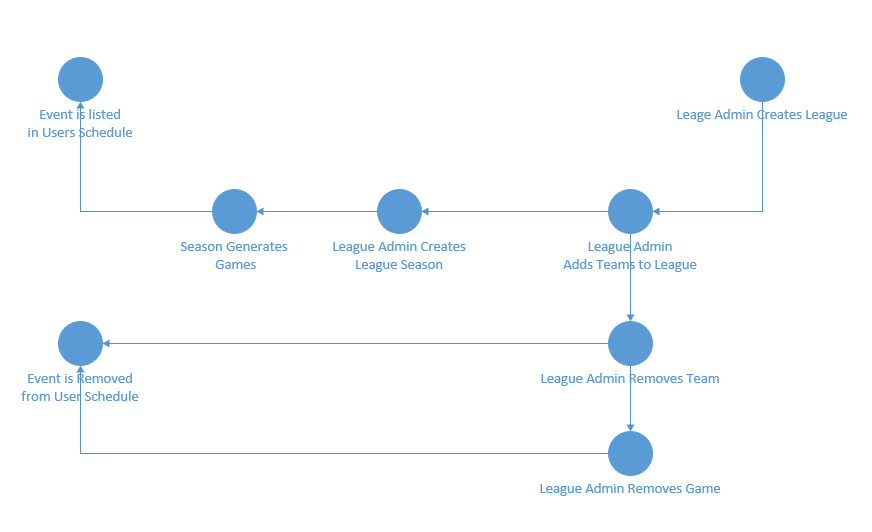 Event is listed
in Users Schedule
Leage Admin Creates League
Season Generates
Games
League Admin Creates
League Season
League Admin
Adds Teams to League
Event is Removed
from User Schedule
League Admin Removes Team
League Admin Removes Game